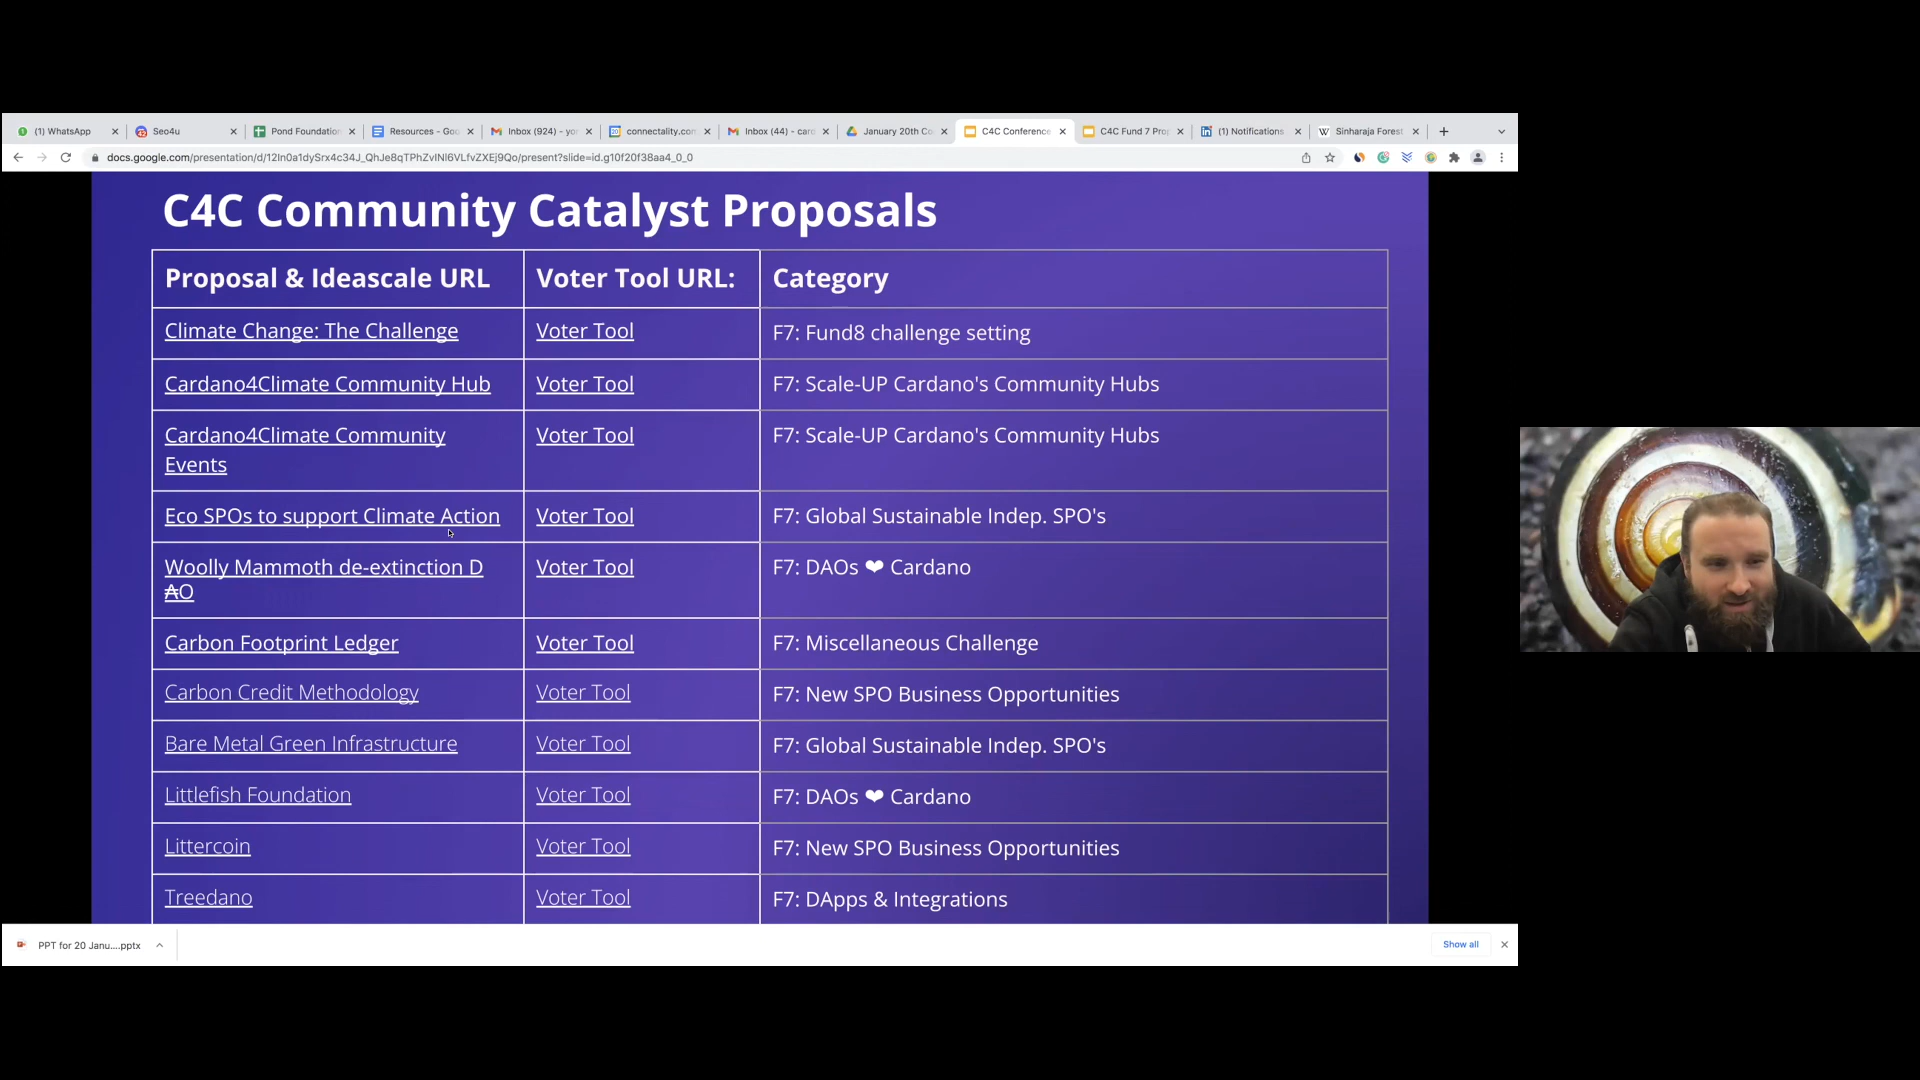 (1) WhatsApp
Seo4u
Pond Foundation
Resources - Goo
Inbox (924) - yor
connectality.con
Inbox (44) - card
January 20th Co
C4C Conference
C4C Fund 7 Prop
(1) Notifications
Sinharaja Forest
docs.google.com/presentation/d/12In0a1dySrx4c34J_QhJe8qTPhZvINl6VLfvZXEj9Qo/present?slide=id.g10f20f38aa4_0_0
C4C Community Catalyst Proposals
Proposal & Ideascale URL
Voter Tool URL:
Category
Climate Change: The Challenge
Voter Tool
F7: Fund8 challenge setting
Cardano4Climate Community Hub
Voter Tool
F7: Scale-UP Cardano's Community Hubs
Cardano4Climate Community
Events
Voter Tool
F7: Scale-UP Cardano's Community Hubs
Eco SPOs to support Climate Action
Voter Tool
F7: Global Sustainable Indep. SPO's
Woolly Mammoth de-extinction D
₳O
Voter Tool
F7: DAOs ❤ Cardano
Carbon Footprint Ledger
Voter Tool
F7: Miscellaneous Challenge
Carbon Credit Methodology
Voter Tool
F7: New SPO Business Opportunities
Bare Metal Green Infrastructure
Voter Tool
F7: Global Sustainable Indep. SPO's
Littlefish Foundation
Voter Tool
F7: DAOs ❤ Cardano
Littercoin
Voter Tool
F7: New SPO Business Opportunities
Treedano
Voter Tool
F7: DApps & Integrations
PPT for 20 Janu....pptx
Show all